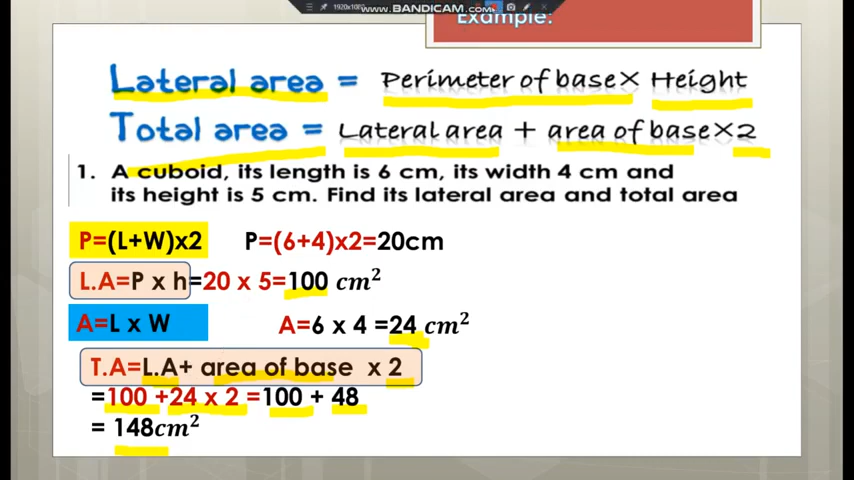 1920x1080
www.BANDICAM.com
Example:
Lateral area = Perimeter of base× Height
Total area = Lateral area + area of base×2
1. A cuboid, its length is 6 cm, its width 4 cm and
its height is 5 cm. Find its lateral area and total area
P=(L+W)x2 P=(6+4)x2=20cm
L.A=P x h=20 x 5=100 cm²
A=L x W A=6 x 4 =24 cm²
T.A=L.A+ area of base x 2
=100 +24 x 2 =100 + 48
= 148cm²